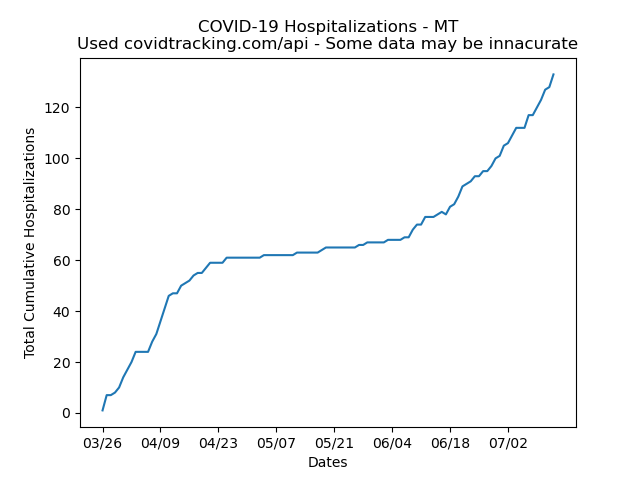 COVID-19 Hospitalizations - MT
Used covidtracking.com/api - Some data may be innacurate
Total Cumulative Hospitalizations
120
100
80
60
40
20
0
03/26 04/09 04/23 05/07 05/21 06/04 06/18 07/02
Dates